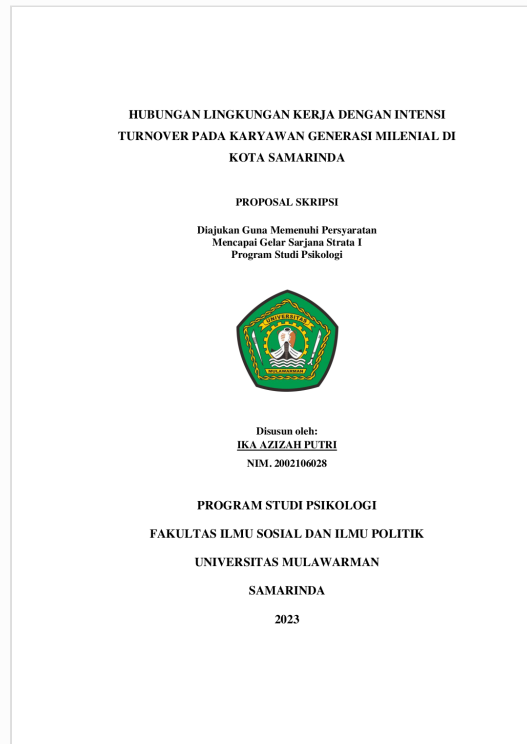 HUBUNGAN LINGKUNGAN KERJA DENGAN INTENSI
TURNOVER PADA KARYAWAN GENERASI MILENIAL DI
KOTA SAMARINDA
PROPOSAL SKRIPSI
Diajukan Guna Memenuhi Persyaratan
Mencapai Gelar Sarjana Strata I
Program Studi Psikologi
UNIVERSITAS
MULAWARMAN
Disusun oleh:
IKA AZIZAH PUTRI
NIM. 2002106028
PROGRAM STUDI PSIKOLOGI
FAKULTAS ILMU SOSIAL DAN ILMU POLITIK
UNIVERSITAS MULAWARMAN
SAMARINDA
2023